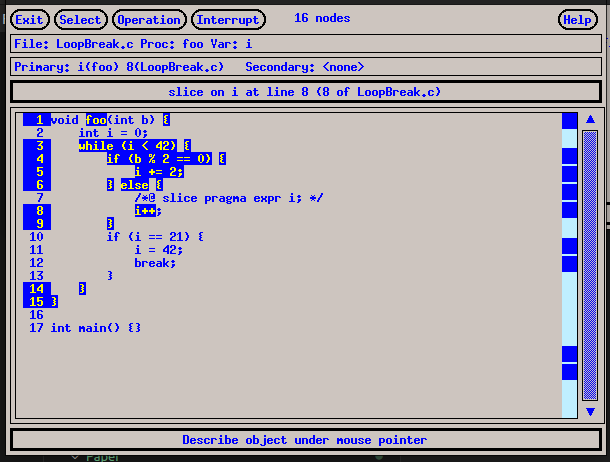 Exit Select Operation Interrupt 16 nodes Help
File: LoopBreak.c Proc: foo Var: i
Primary: i(foo) 8(LoopBreak.c) Secondary: <none>
slice on i at line 8 (8 of LoopBreak.c)
1 void foo(int b) {
2 int i = 0;
3 while (i < 42) {
4 if (b % 2 == 0) {
5 i += 2;
6 } else {
7 /*@ slice pragma expr i; */
8 i++;
9 }
10 if (i == 21) {
11 i = 42;
12 break;
13 }
14 }
15 }
16
17 int main() {}
Describe object under mouse pointer
Paper